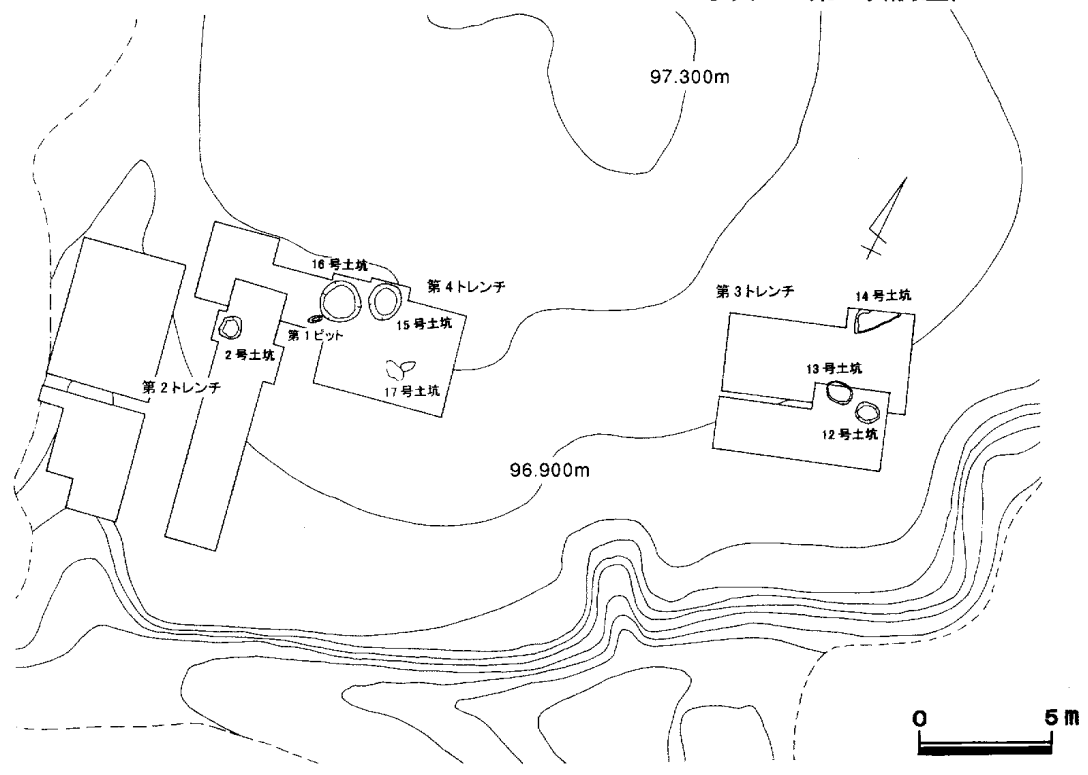 97.300m
16号土坑
第4トレンチ
15号土坑
第1ピット
2号土坑
第2トレンチ
17号土坑
第3トレンチ
14号土坑
13号土坑
12号土坑
96.900m
0 5m